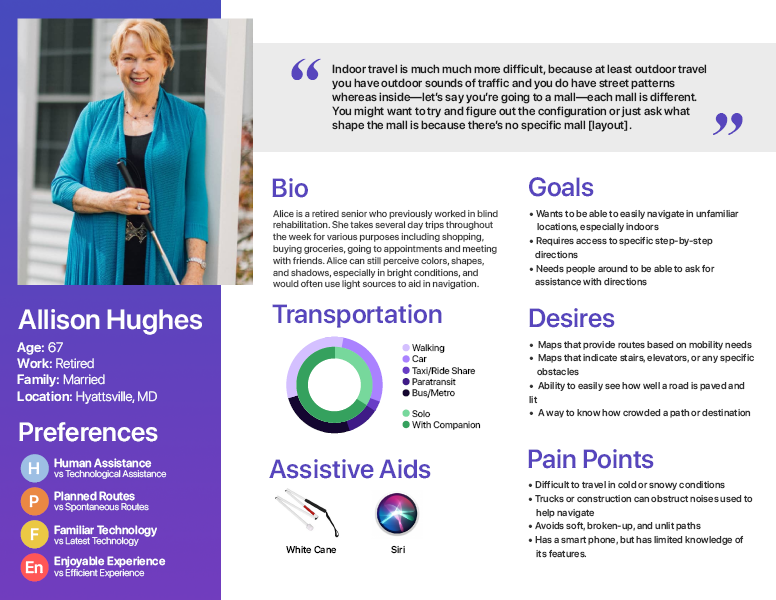 “
Indoor travel is much much more difficult, because at least outdoor travel
you have outdoor sounds of traffic and you do have street patterns
whereas inside—let’s say you’re going to a mall—each mall is different.
You might want to try and figure out the configuration or just ask what
shape the mall is because there’s no specific mall [layout].
”
Allison Hughes
Age: 67
Work: Retired
Family: Married
Location: Hyattsville, MD
Preferences
H
Human Assistance
vs Technological Assistance
P
Planned Routes
vs Spontaneous Routes
F
Familiar Technology
vs Latest Technology
En
Enjoyable Experience
vs Efficient Experience
Bio
Alice is a retired senior who previously worked in blind
rehabilitation. She takes several day trips throughout
the week for various purposes including shopping,
buying groceries, going to appointments and meeting
with friends. Alice can still perceive colors, shapes,
and shadows, especially in bright conditions, and
would often use light sources to aid in navigation.
Transportation
Walking
Car
Taxi/Ride Share
Paratransit
Bus/Metro
Solo
With Companion
Assistive Aids
White Cane
Siri
Goals
• Wants to be able to easily navigate in unfamiliar
locations, especially indoors
• Requires access to specific step-by-step
directions
• Needs people around to be able to ask for
assistance with directions
Desires
• Maps that provide routes based on mobility needs
• Maps that indicate stairs, elevators, or any specific
obstacles
• Ability to easily see how well a road is paved and
lit
• A way to know how crowded a path or destination
Pain Points
• Difficult to travel in cold or snowy conditions
• Trucks or construction can obstruct noises used to
help navigate
• Avoids soft, broken-up, and unlit paths
• Has a smart phone, but has limited knowledge of
its features.